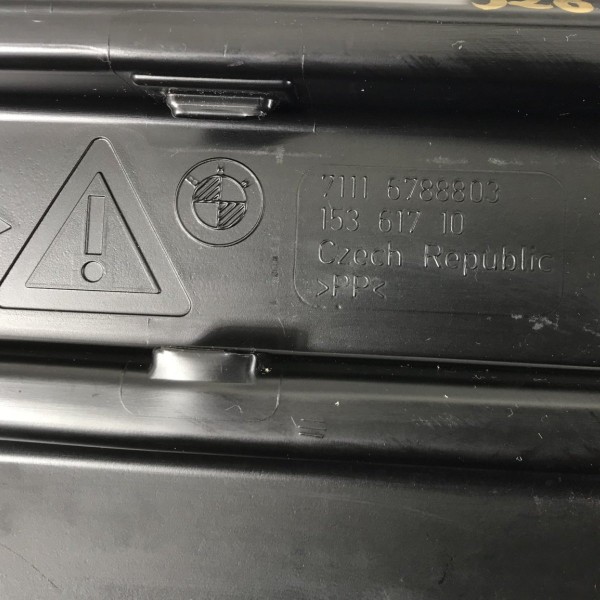 7111 6788803
153 617 10
Czech Republic
>PP<